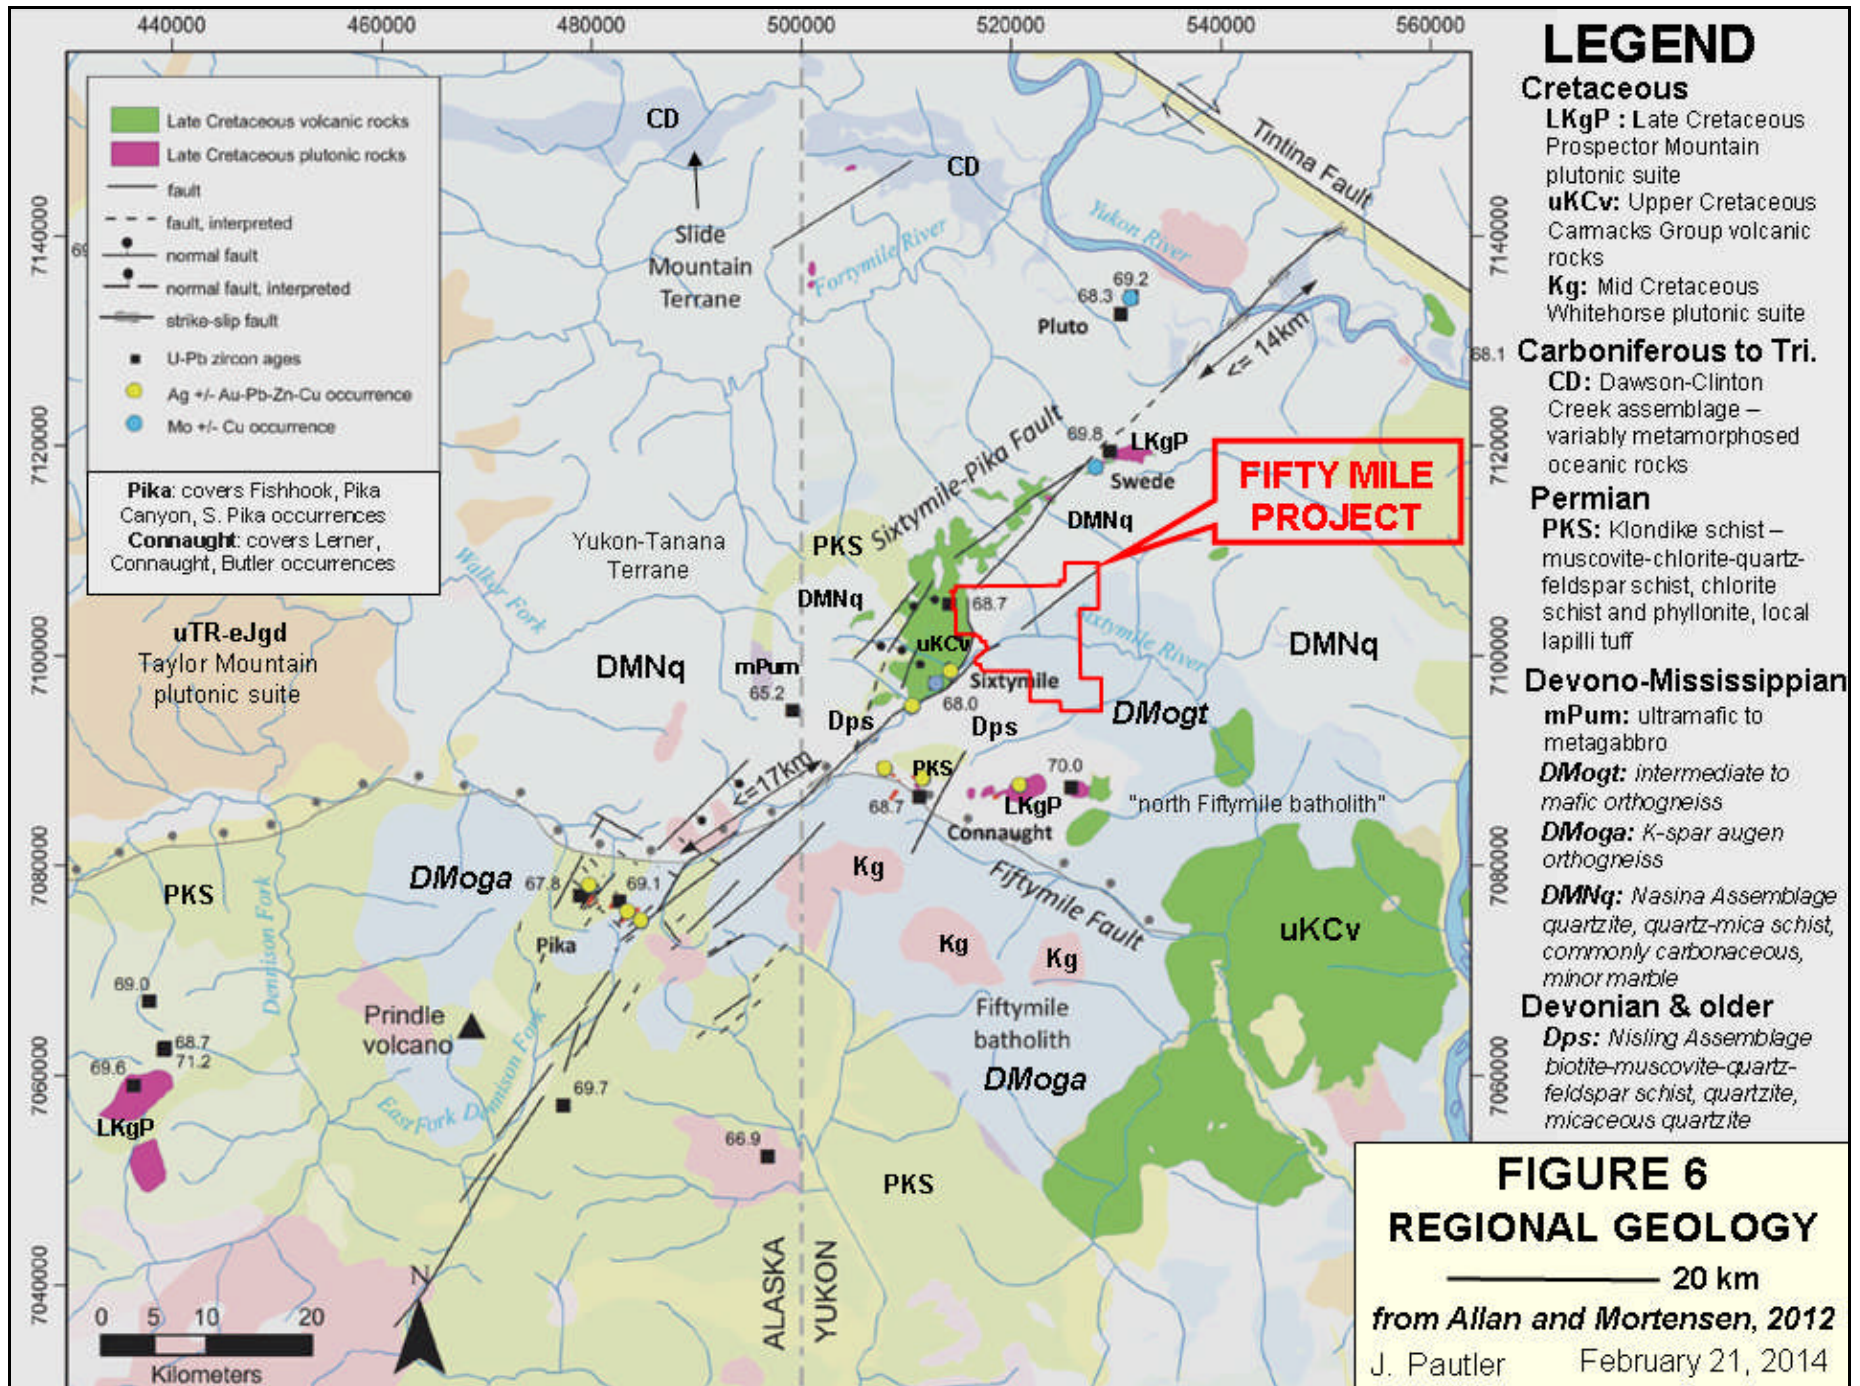 440000
460000
480000
500000
520000
540000
560000
7140000
7120000
7100000
7080000
7060000
7040000
7140000
7120000
7100000
7080000
7060000
Late Cretaceous volcanic rocks
Late Cretaceous plutonic rocks
fault
fault, interpreted
normal fault
normal fault, interpreted
strike-slip fault
U-Pb zircon ages
Ag +/- Au-Pb-Zn-Cu occurrence
Mo +/- Cu occurrence
Pika: covers Fishhook, Pika
Canyon, S. Pika occurrences
Connaught: covers Lerner,
Connaught, Butler occurrences
69
CD
CD
Tintina Fault
Slide
Mountain
Terrane
Fortymile River
Yukon River
69.2
68.3
Pluto
<= 14km
68.1
Sixtymile-Pika Fault
69.8
LKgP
Swede
DMNq
FIFTY MILE
PROJECT
PKS
Yukon-Tanana
Terrane
Walker Fork
DMNq
68.7
uKCv
Sixtymile River
DMNq
uTR-eJgd
Taylor Mountain
plutonic suite
DMNq
mPum
65.2
Sixtymile
68.0
Dps
Dps
DMogt
<=17km
PKS
70.0
68.7
LKgP
Connaught
"north Fiftymile batholith"
Kg
Fiftymile Fault
PKS
DMoga
67.8
69.1
Pika
Kg
Kg
uKCv
Dennison Fork
69.0
68.7
71.2
69.6
LKgP
Prindle
volcano
East Fork Dennison Fork
69.7
66.9
Fiftymile
batholith
DMoga
PKS
ALASKA
YUKON
N
0 5 10 20
Kilometers
LEGEND
Cretaceous
LKgP : Late Cretaceous
Prospector Mountain
plutonic suite
uKCv: Upper Cretaceous
Carmacks Group volcanic
rocks
Kg: Mid Cretaceous
Whitehorse plutonic suite
Carboniferous to Tri.
CD: Dawson-Clinton
Creek assemblage –
variably metamorphosed
oceanic rocks
Permian
PKS: Klondike schist –
muscovite-chlorite-quartz-
feldspar schist, chlorite
schist and phyllonite, local
lapilli tuff
Devono-Mississippian
mPum: ultramafic to
metagabbro
DMogt: intermediate to
mafic orthogneiss
DMoga: K-spar augen
orthogneiss
DMNq: Nasina Assemblage
quartzite, quartz-mica schist,
commonly carbonaceous,
minor marble
Devonian & older
Dps: Nisling Assemblage
biotite-muscovite-quartz-
feldspar schist, quartzite,
micaceous quartzite
FIGURE 6
REGIONAL GEOLOGY
20 km
from Allan and Mortensen, 2012
J. Pautler February 21, 2014